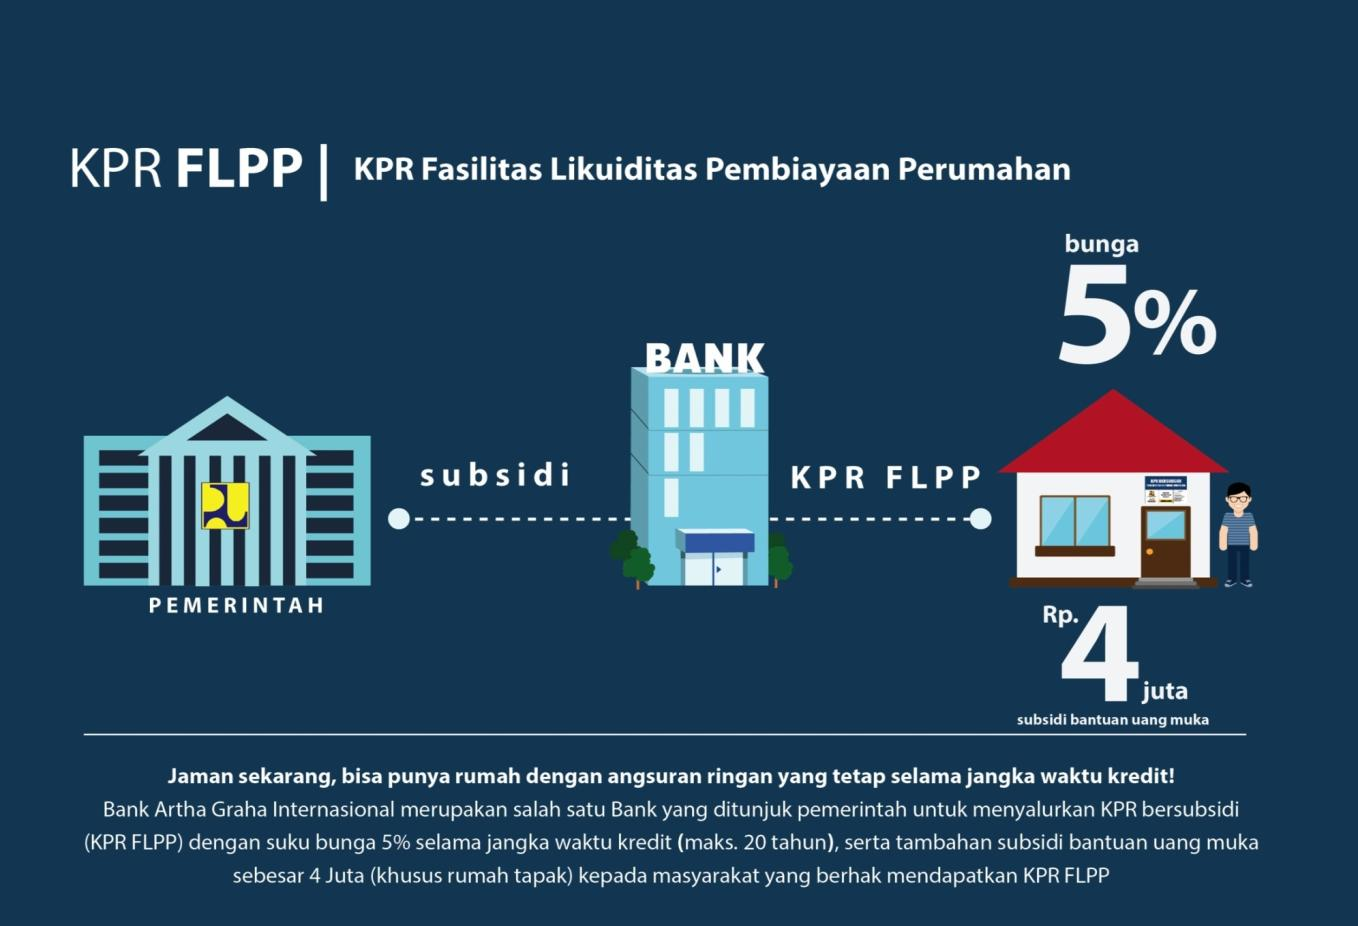 KPR FLPP | KPR Fasilitas Likuiditas Pembiayaan Perumahan
bunga
5%
BANK
subsidi
KPR FLPP
PEMERINTAH
Rp. 4 juta
subsidi bantuan uang muka
Jaman sekarang, bisa punya rumah dengan angsuran ringan yang tetap selama jangka waktu kredit!
Bank Artha Graha Internasional merupakan salah satu Bank yang ditunjuk pemerintah untuk menyalurkan KPR bersubsidi
(KPR FLPP) dengan suku bunga 5% selama jangka waktu kredit (maks. 20 tahun), serta tambahan subsidi bantuan uang muka
sebesar 4 Juta (khusus rumah tapak) kepada masyarakat yang berhak mendapatkan KPR FLPP